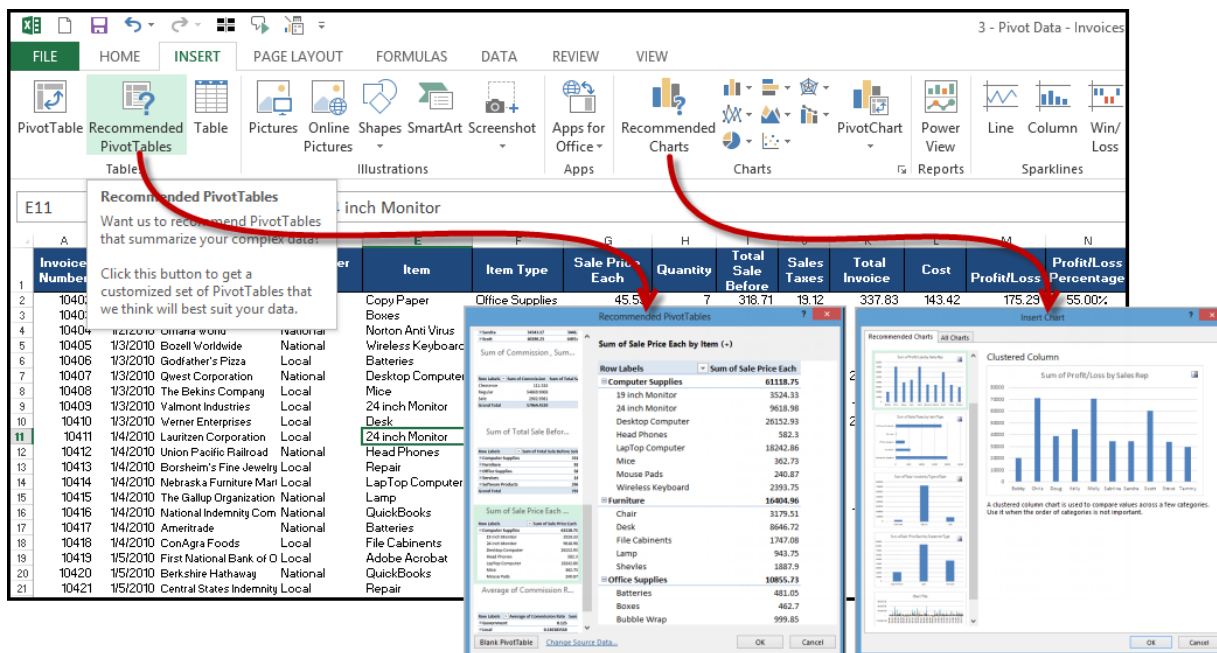 3 - Pivot Data - Invoices
FILE HOME INSERT PAGE LAYOUT FORMULAS DATA REVIEW VIEW
PivotTable Recommended PivotTables Table Pictures Online Pictures Shapes SmartArt Screenshot Apps for Office Recommended Charts PivotChart Power View Line Column Win/Loss
Tables Illustrations Apps Charts Reports Sparklines
E11 inch Monitor
Recommended PivotTables
Want us to recommend PivotTables
that summarize your complex data?
Click this button to get a
customized set of PivotTables that
we think will best suit your data.
A E F G H L M N
Invoice Number Item Item Type Sale Price Each Quantity Total Sale Before Sales Taxes Total Invoice Cost Profit/Loss Profit/Loss Percentage
1
2 Copy Paper Office Supplies 7 318.71 19.12 337.83 143.42 175.29 55.00%
3 Boxes
4 10404 1/2/2010 Omaha World National Norton Anti Virus
5 10405 1/3/2010 Bozell Worldwide National Wireless Keyboard
6 10406 1/3/2010 Godfather's Pizza Local Batteries
7 10407 1/3/2010 Qwest Corporation National Desktop Computer
8 10408 1/3/2010 The Bekins Company Local Mice
9 10409 1/3/2010 Valmont Industries Local 24 inch Monitor
10 10410 1/3/2010 Werner Enterprises Local Desk
11 10411 1/4/2010 Lauritzen Corporation Local 24 inch Monitor
12 10412 1/4/2010 Union Pacific Railroad National Head Phones
13 10413 1/4/2010 Borsheim's Fine Jewelry Local Repair
14 10414 1/4/2010 Nebraska Furniture Mart Local LapTop Computer
15 10415 1/4/2010 The Gallup Organization National Lamp
16 10416 1/4/2010 National Indemnity Com National QuickBooks
17 10417 1/4/2010 Ameritrade National Batteries
18 10418 1/4/2010 ConAgra Foods Local File Cabinents
19 10419 1/5/2010 First National Bank of O Local Adobe Acrobat
20 10420 1/5/2010 Berkshire Hathaway National QuickBooks
21 10421 1/5/2010 Central States Indemnity Local Repair
Recommended PivotTables
Sum of Commission , Sum...
Sum of Total Sale Befor...
Sum of Sale Price Each ...
Average of Commission R...
Sum of Sale Price Each by Item (+)
Row Labels Sum of Sale Price Each
Computer Supplies 61118.75
19 inch Monitor 3524.33
24 inch Monitor 9618.98
Desktop Computer 26152.93
Head Phones 582.3
LapTop Computer 18242.86
Mice 362.73
Mouse Pads 240.87
Wireless Keyboard 2393.75
Furniture 16404.96
Chair 3179.51
Desk 8646.72
File Cabinents 1747.08
Lamp 943.75
Shevles 1887.9
Office Supplies 10855.73
Batteries 481.05
Boxes 462.7
Bubble Wrap 999.85
Blank PivotTable Change Source Data... OK Cancel
Insert Chart
Recommended Charts All Charts
Clustered Column
Sum of Profit/Loss by Sales Rep
Bobby Chris Doug Kelly Molly Sabrina Sandra Scott Steve Tammy
A clustered column chart is used to compare values across a few categories.
Use it when the order of categories is not important.
OK Cancel